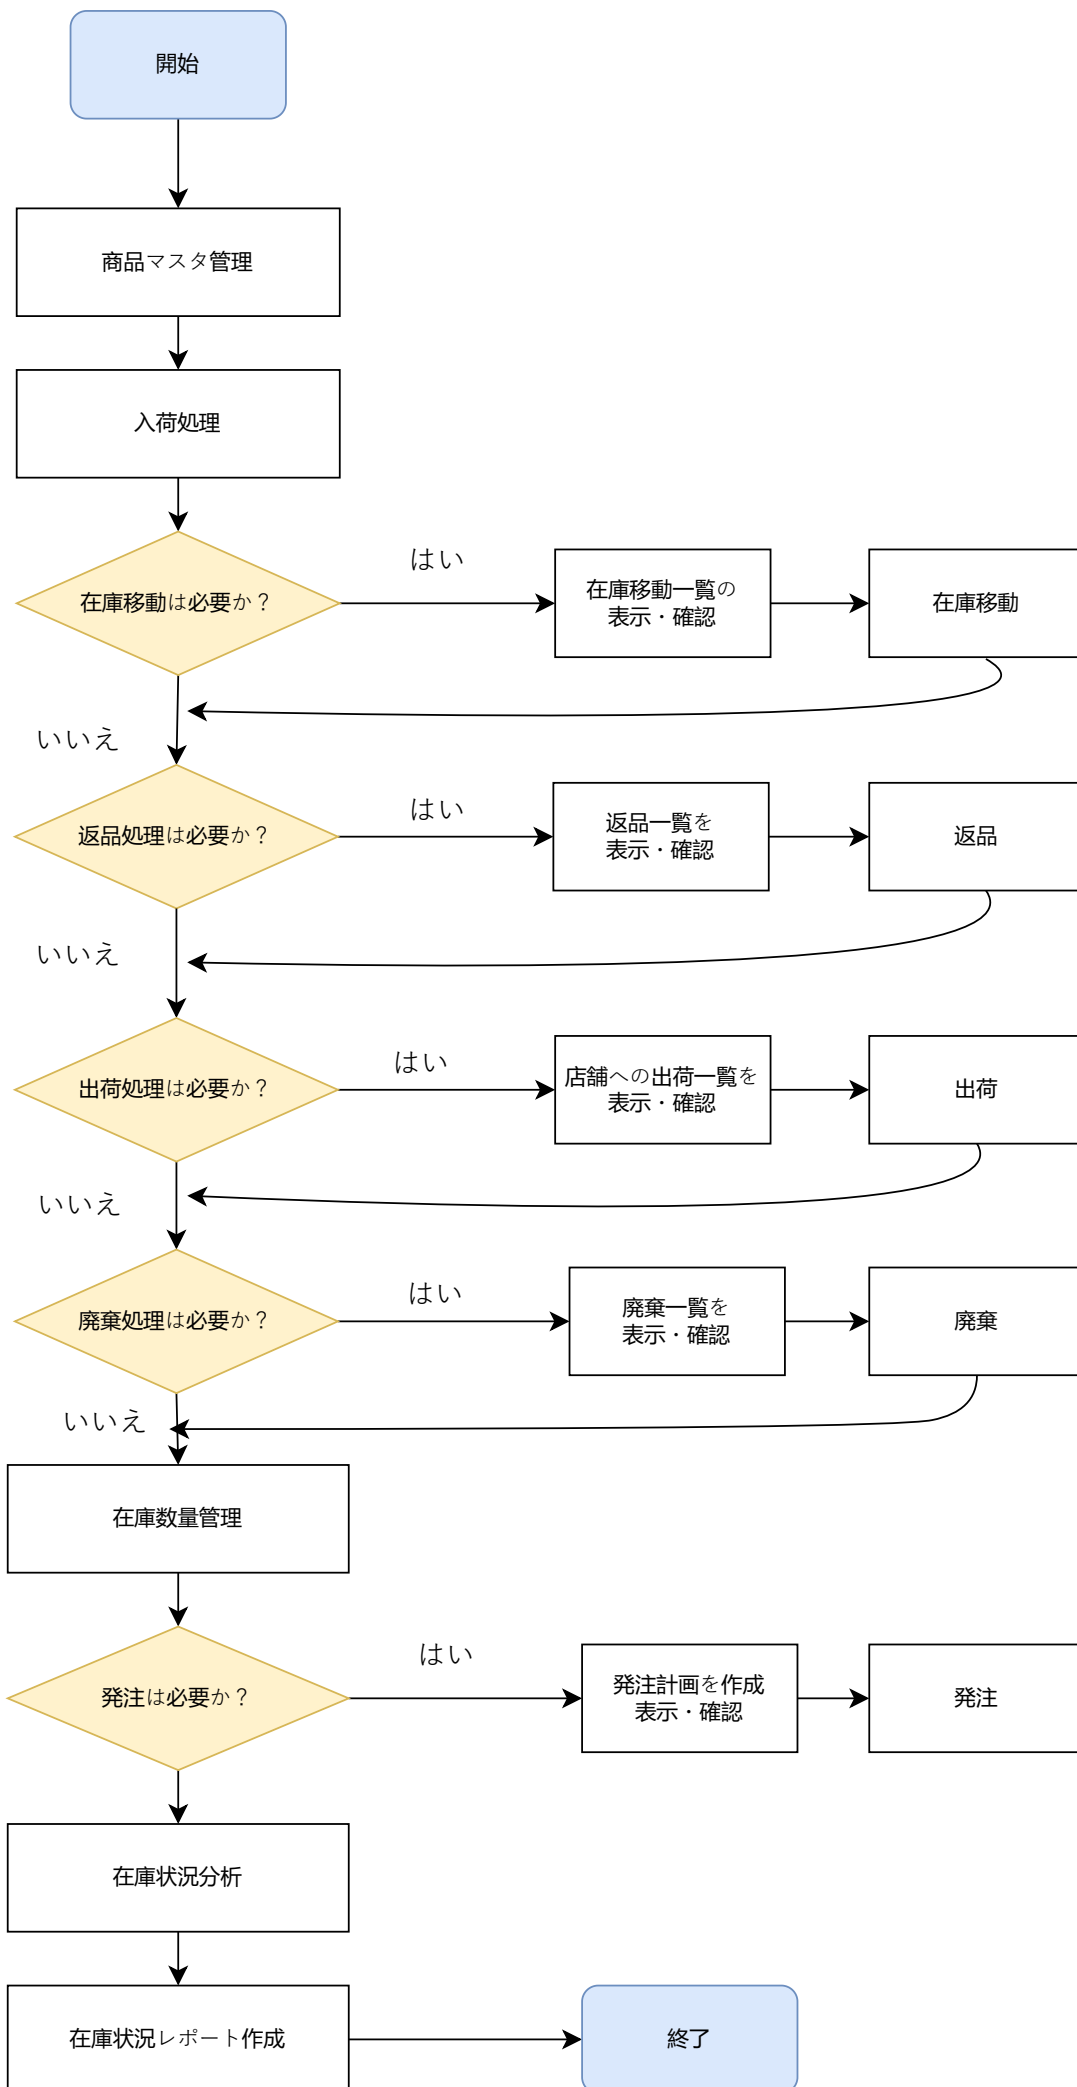 開始
商品マスタ管理
入荷処理
在庫移動は必要か？
はい
在庫移動一覧の
表示・確認
在庫移動
いいえ
返品処理は必要か？
はい
返品一覧を
表示・確認
返品
いいえ
出荷処理は必要か？
はい
店舗への出荷一覧を
表示・確認
出荷
いいえ
廃棄処理は必要か？
はい
廃棄一覧を
表示・確認
廃棄
いいえ
在庫数量管理
発注は必要か？
はい
発注計画を作成
表示・確認
発注
在庫状況分析
在庫状況レポート作成
終了